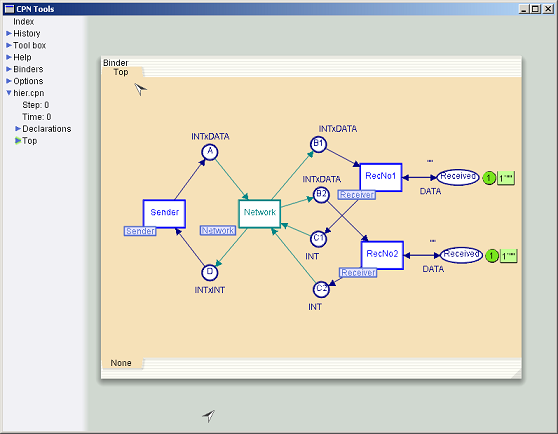 CPN Tools
Index
History
Tool box
Help
Binders
Options
hier.cpn
Step: 0
Time: 0
Declarations
Top
Binder
Top
INTxDATA
A
INTxDATA
B1
INTxDATA
B2
Sender
Sender
Network
Network
RecNo1
Receiver
""
Received
DATA
1
1`""
C1
INT
RecNo2
Receiver
""
Received
DATA
1
1`""
D
INTxINT
C2
INT
None